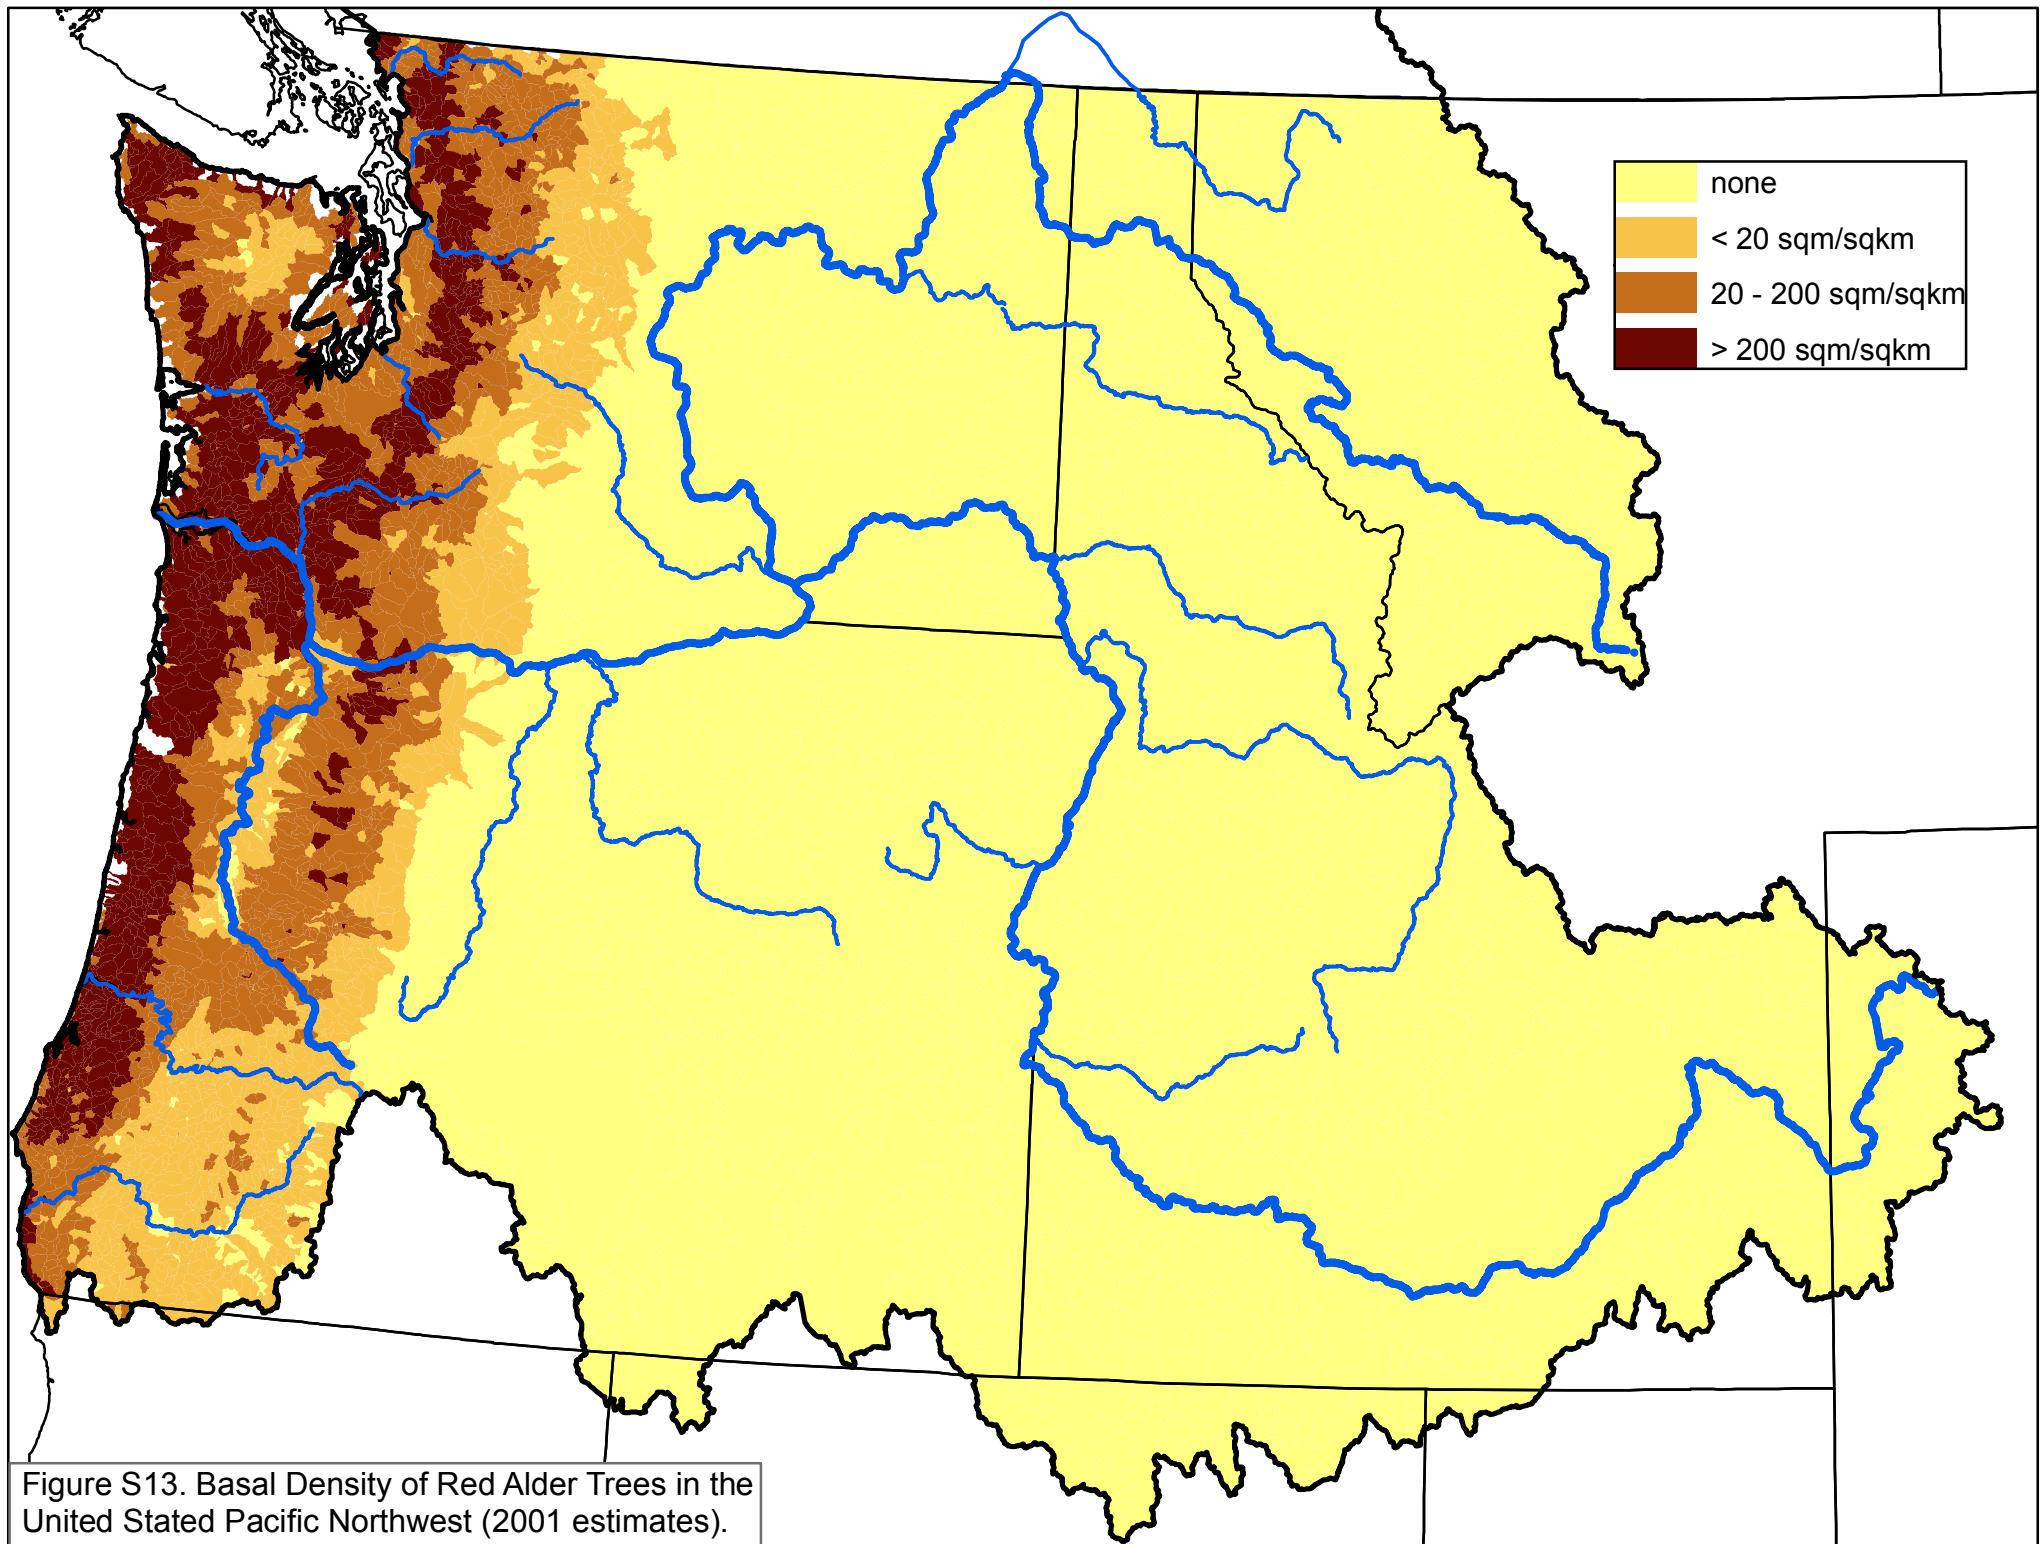 none
< 20 sqm/sqkm
20 - 200 sqm/sqkm
> 200 sqm/sqkm
Figure S13. Basal Density of Red Alder Trees in the
United Stated Pacific Northwest (2001 estimates).